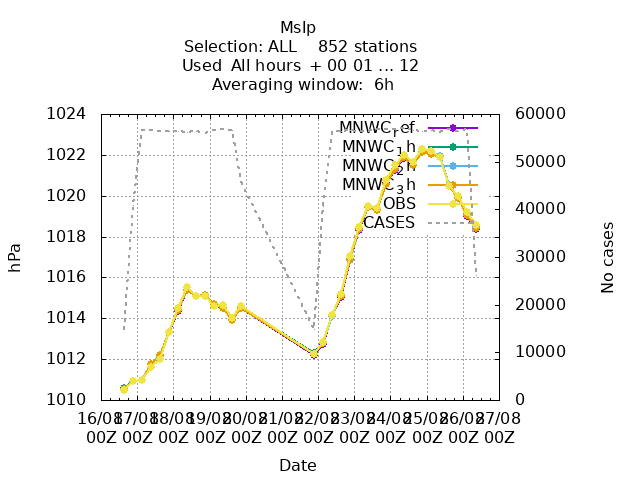 Mslp
Selection: ALL    852 stations
Used  All hours  + 00 01 ... 12
Averaging window:  6h
1024
1022
1020
1018
1016
1014
1012
1010
60000
50000
40000
30000
20000
10000
0
hPa
No cases
MNWC_ref
MNWC_1h
MNWC_2h
MNWC_3h
OBS
CASES
16/08 17/08 18/08 19/08 20/08 21/08 22/08 23/08 24/08 25/08 26/08 27/08
00Z 00Z 00Z 00Z 00Z 00Z 00Z 00Z 00Z 00Z 00Z 00Z
Date